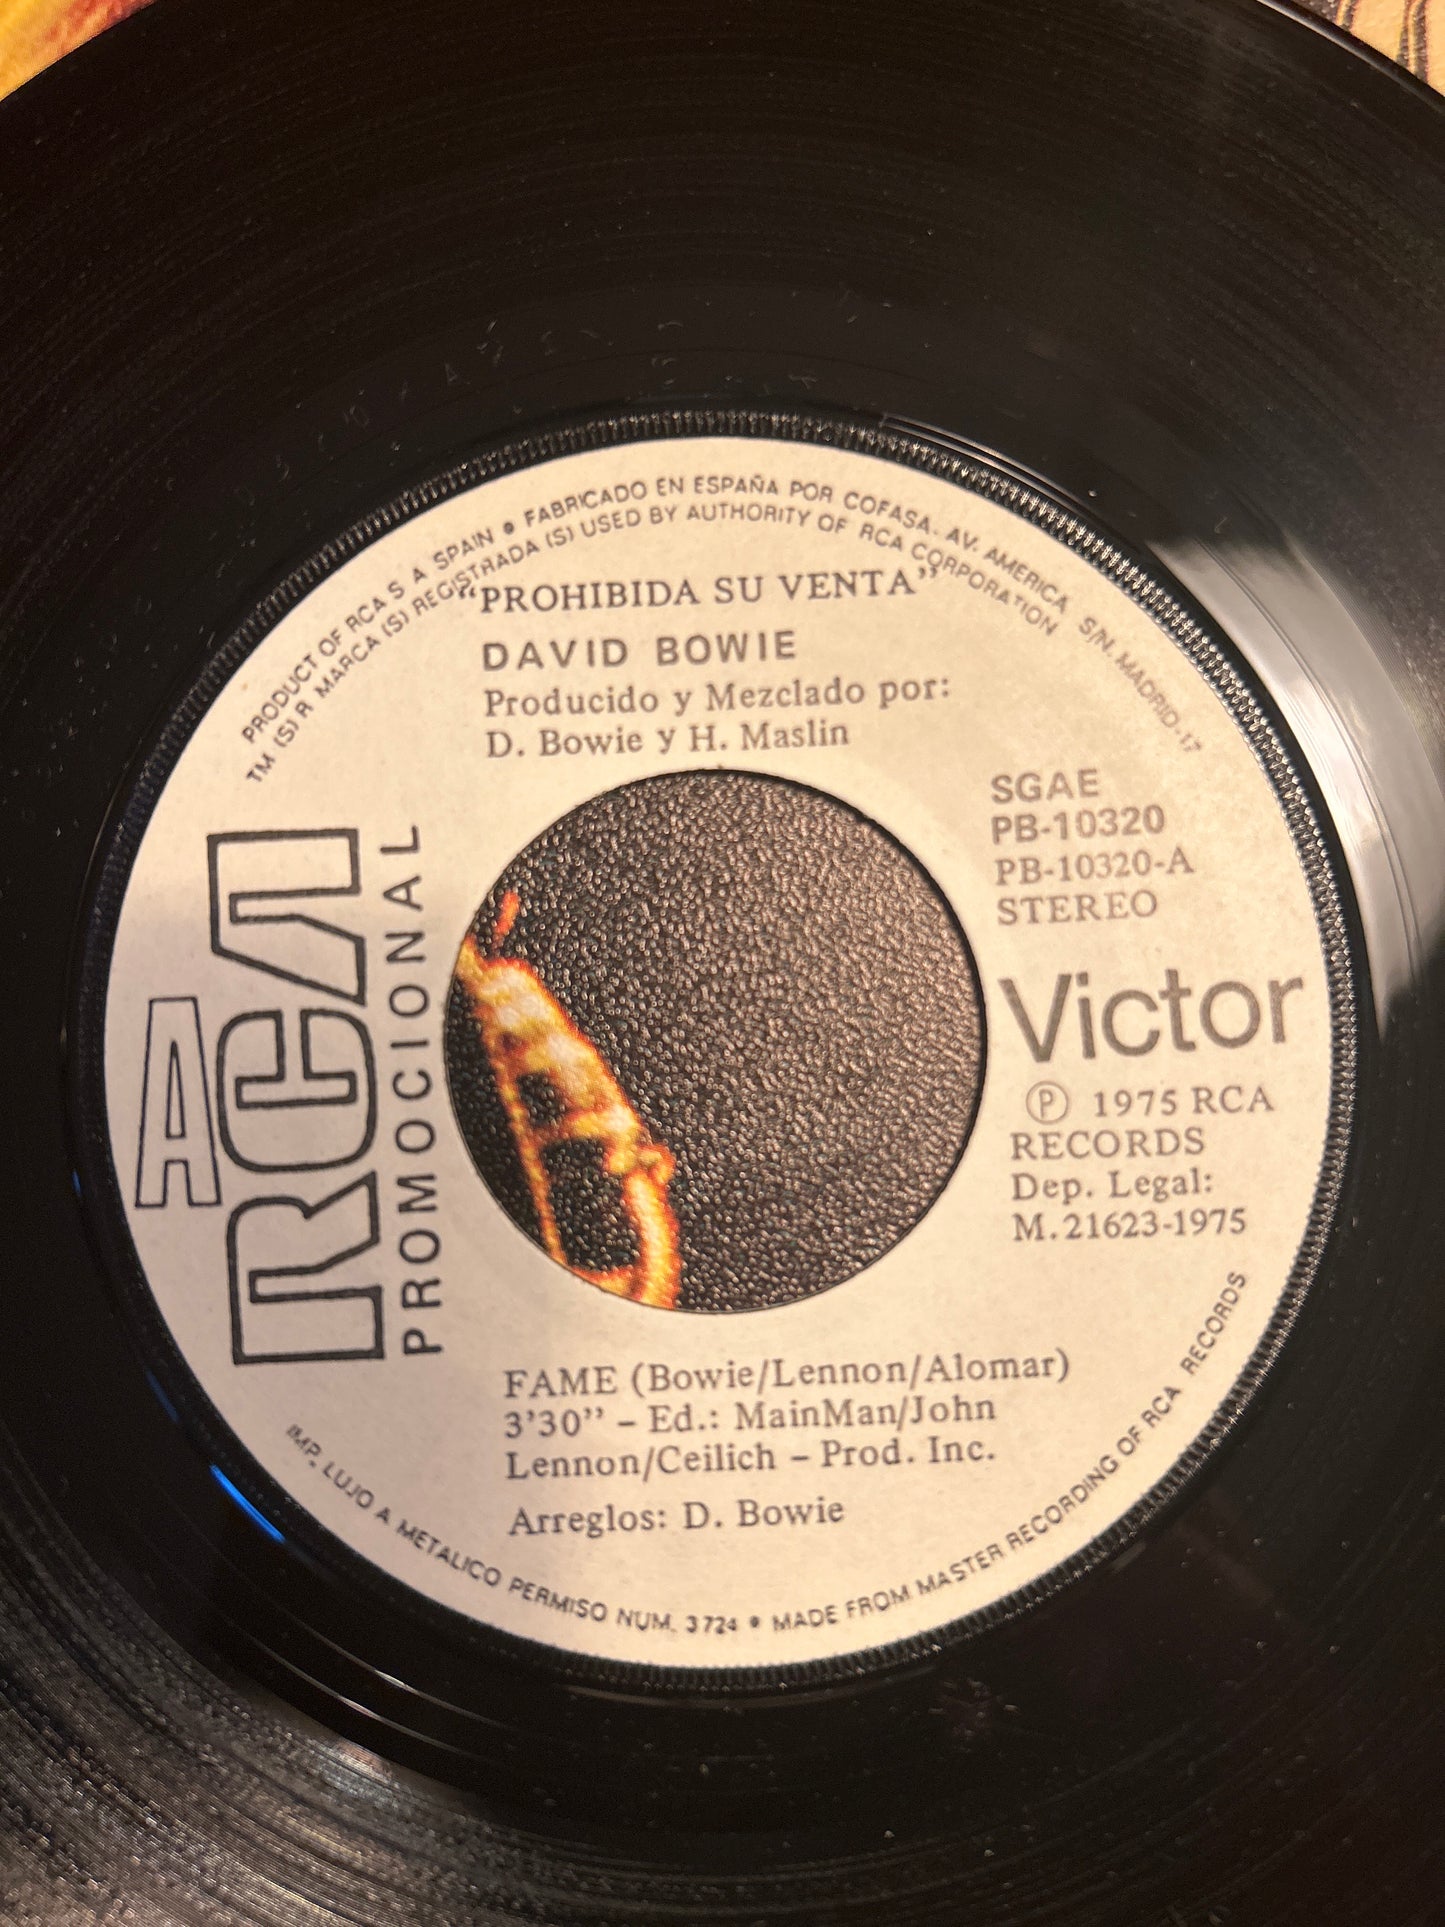 PRODUCT OF RCA S A SPAIN • FABRICADO EN ESPAÑA POR COFASA. AV. AMERICA S/N. MADRID-17
TM (S) R MARCA (S) REGISTRADA (S) USED BY AUTHORITY OF RCA CORPORATION
"PROHIBIDA SU VENTA"
DAVID BOWIE
Producido y Mezclado por:
D. Bowie y H. Maslin
SGAE
PB-10320
PB-10320-A
STEREO
A
RCA
PROMOCIONAL
Victor
Ⓟ 1975 RCA
RECORDS
Dep. Legal:
M. 21623-1975
FAME (Bowie/Lennon/Alomar)
3'30" – Ed.: MainMan/John
Lennon/Ceilich – Prod. Inc.
Arreglos: D. Bowie
IMP. LUJO A METALICO PERMISO NUM. 3724 • MADE FROM MASTER RECORDING OF RCA RECORDS